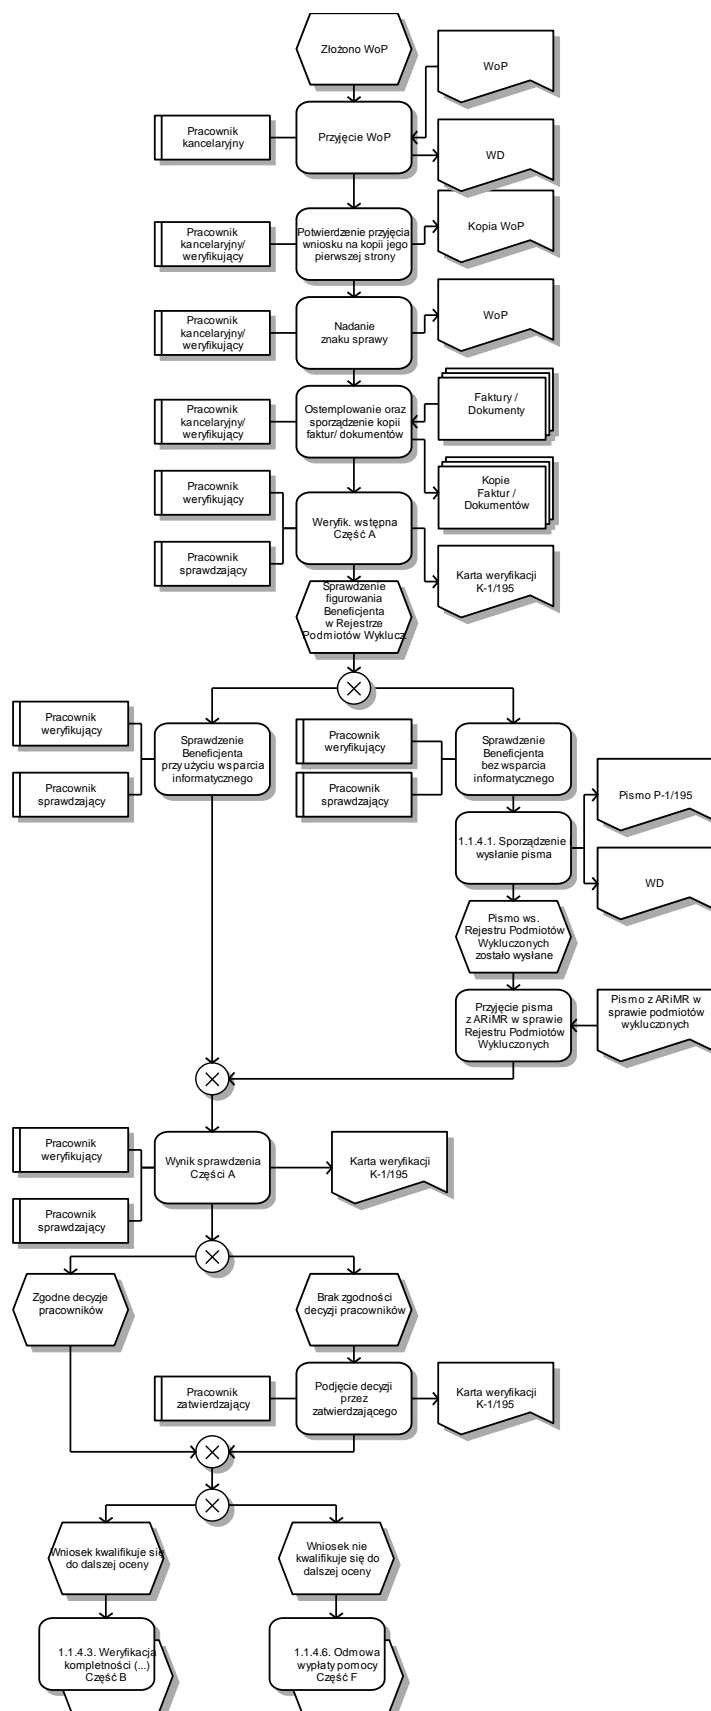 Złożono WoP
WoP
Pracownik
kancelaryjny
Przyjęcie WoP
WD
Pracownik
kancelaryjny/
weryfikujący
Potwierdzenie przyjęcia
wniosku na kopii jego
pierwszej strony
Kopia WoP
Pracownik
kancelaryjny/
weryfikujący
Nadanie
znaku sprawy
WoP
Pracownik
kancelaryjny/
weryfikujący
Ostemplowanie oraz
sporządzenie kopii
faktur/ dokumentów
Faktury /
Dokumenty
Kopie
Faktur /
Dokumentów
Pracownik
weryfikujący
Pracownik
sprawdzający
Weryfik. wstępna
Część A
Karta weryfikacji
K-1/195
Sprawdzenie
figurowania
Beneficjenta
w Rejestrze
Podmiotów Wyklucz.
Pracownik
weryfikujący
Pracownik
sprawdzający
Sprawdzenie
Beneficjenta
przy użyciu wsparcia
informatycznego
Pracownik
weryfikujący
Pracownik
sprawdzający
Sprawdzenie
Beneficjenta
bez wsparcia
informatycznego
Pismo P-1/195
1.1.4.1. Sporządzenie
wysłanie pisma
WD
Pismo ws.
Rejestru Podmiotów
Wykluczonych
zostało wysłane
Przyjęcie pisma
z ARiMR w sprawie
Rejestru Podmiotów
Wykluczonych
Pismo z ARiMR w
sprawie podmiotów
wykluczonych
Pracownik
weryfikujący
Pracownik
sprawdzający
Wynik sprawdzenia
Części A
Karta weryfikacji
K-1/195
Zgodne decyzje
pracowników
Brak zgodności
decyzji pracowników
Pracownik
zatwierdzający
Podjęcie decyzji
przez
zatwierdzającego
Karta weryfikacji
K-1/195
Wniosek kwalifikuje się
do dalszej oceny
Wniosek nie
kwalifikuje się do
dalszej oceny
1.1.4.3. Weryfikacja
kompletności (...)
Część B
1.1.4.6. Odmowa
wypłaty pomocy
Część F